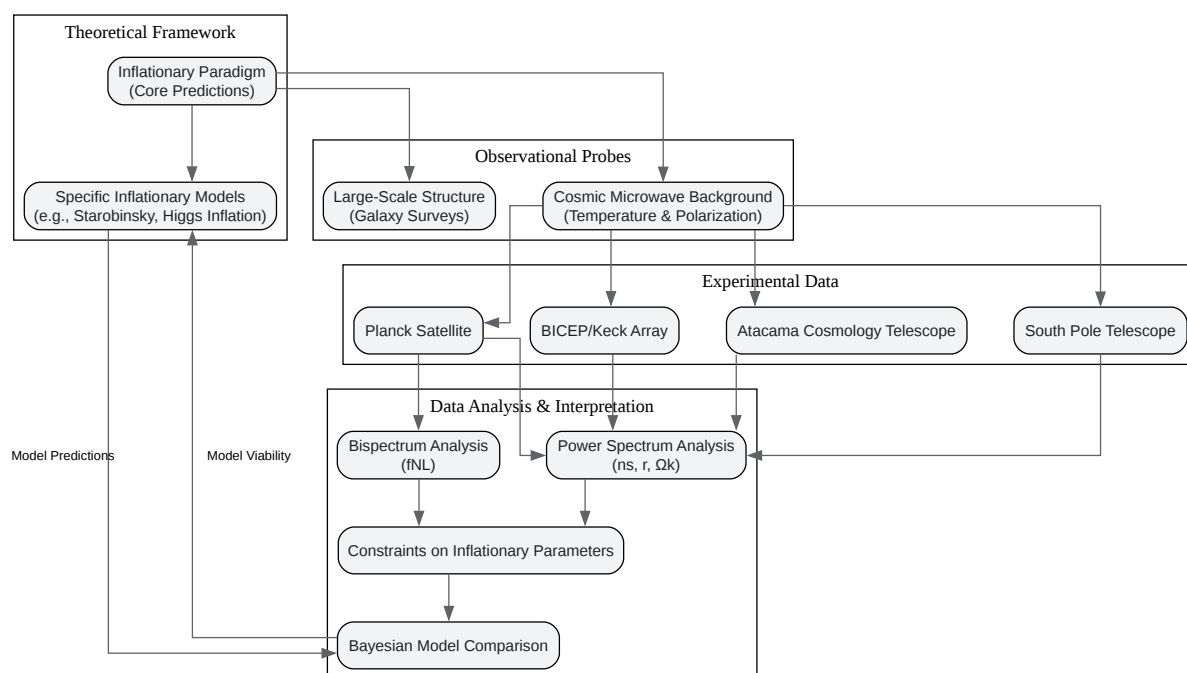 Theoretical Framework
Inflationary Paradigm
(Core Predictions)
Specific Inflationary Models
(e.g., Starobinsky, Higgs Inflation)
Observational Probes
Large-Scale Structure
(Galaxy Surveys)
Cosmic Microwave Background
(Temperature & Polarization)
Experimental Data
Planck Satellite
BICEP/Keck Array
Atacama Cosmology Telescope
South Pole Telescope
Data Analysis & Interpretation
Bispectrum Analysis
(fNL)
Power Spectrum Analysis
(ns, r, Ωk)
Model Predictions
Model Viability
Constraints on Inflationary Parameters
Bayesian Model Comparison